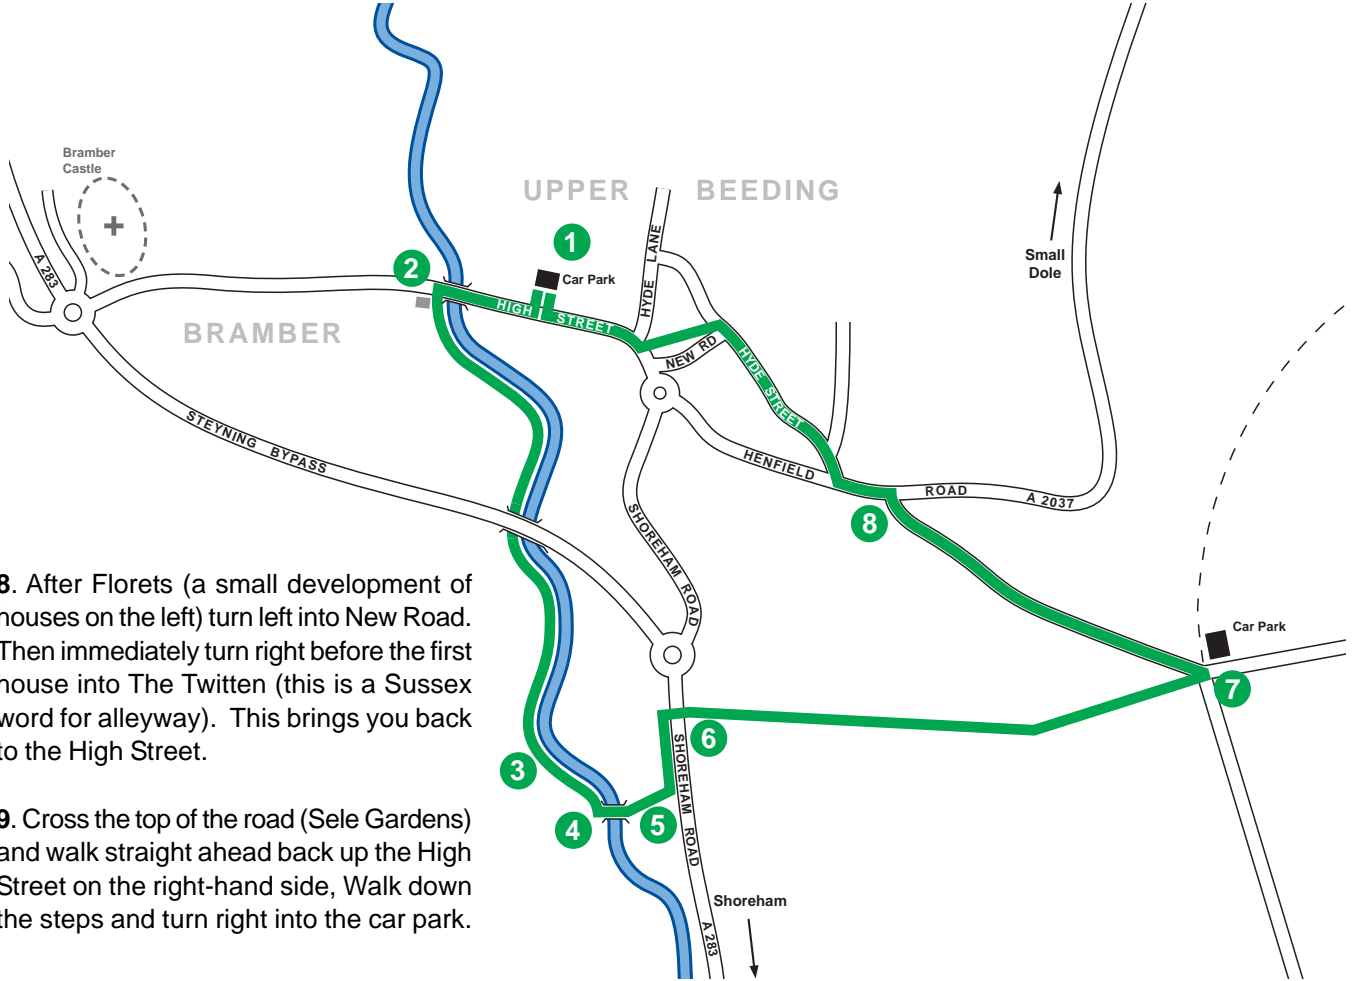 Bramber
Castle
UPPER BEEDING
1
2
Car Park
A 283
HIGH STREET
HYDE LANE
Small
Dole
BRAMBER
NEW RD
HYDE STREET
STEYNING BYPASS
HENFIELD ROAD A 2037
8
SHOREHAM ROAD
Car Park
7
6
3
4
5
SHOREHAM ROAD
Shoreham
A 283
8. After Florets (a small development of
houses on the left) turn left into New Road.
Then immediately turn right before the first
house into The Twitten (this is a Sussex
word for alleyway). This brings you back
to the High Street.
9. Cross the top of the road (Sele Gardens)
and walk straight ahead back up the High
Street on the right-hand side, Walk down
the steps and turn right into the car park.